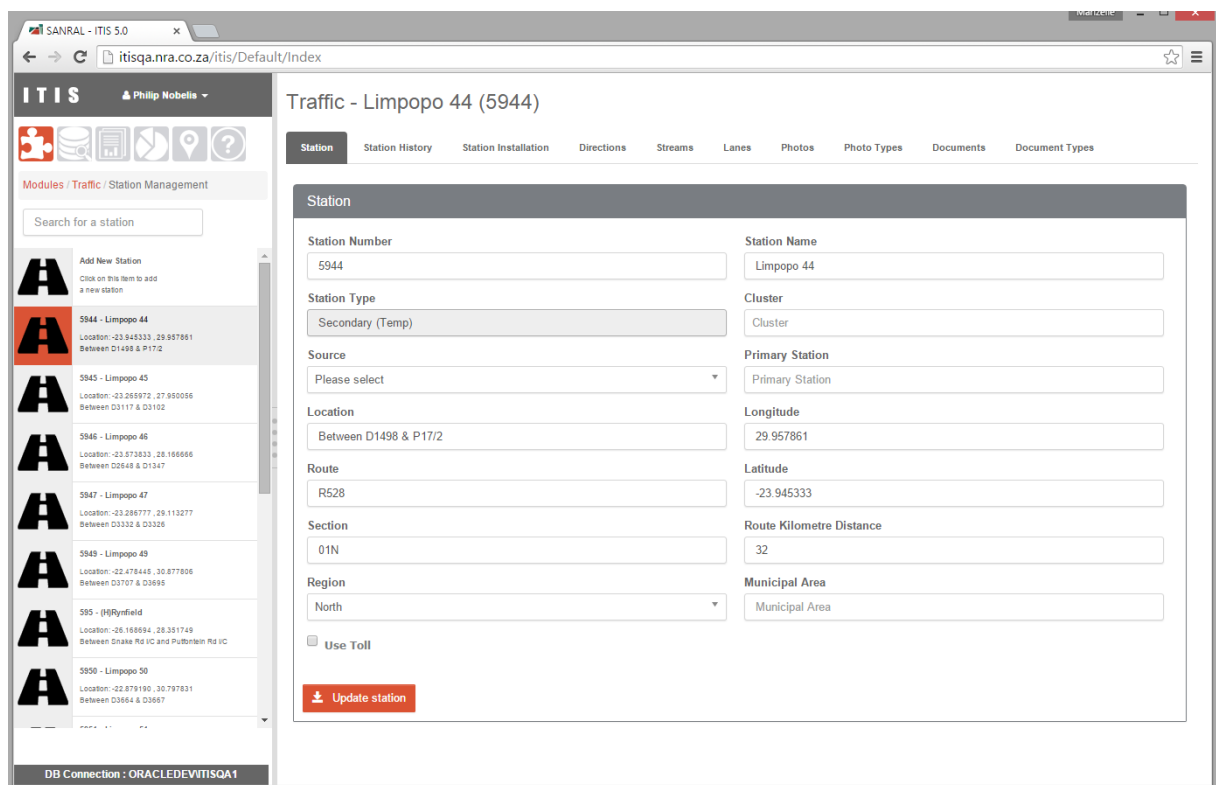 SANRAL - ITIS 5.0
Marizelle
itisqa.nra.co.za/itis/Default/Index
ITIS
Philip Nobelis
Modules / Traffic / Station Management
Search for a station
Add New Station
Click on this item to add
a new station
5944 - Limpopo 44
Location: -23.945333 , 29.957861
Between D1498 & P17/2
5945 - Limpopo 45
Location: -23.265972 , 27.950056
Between D3117 & D3102
5946 - Limpopo 46
Location: -23.573833 , 28.166666
Between D2648 & D1347
5947 - Limpopo 47
Location: -23.286777 , 29.113277
Between D3332 & D3326
5949 - Limpopo 49
Location: -22.478445 , 30.877806
Between D3707 & D3695
595 - (H)Rynfield
Location: -26.168694 , 28.351749
Between Snake Rd I/C and Putfontein Rd I/C
5950 - Limpopo 50
Location: -22.879190 , 30.797831
Between D3664 & D3667
DB Connection : ORACLEDEV\ITISQA1
Traffic - Limpopo 44 (5944)
Station Station History Station Installation Directions Streams Lanes Photos Photo Types Documents Document Types
Station
Station Number Station Name
5944 Limpopo 44
Station Type Cluster
Secondary (Temp) Cluster
Source Primary Station
Please select Primary Station
Location Longitude
Between D1498 & P17/2 29.957861
Route Latitude
R528 -23.945333
Section Route Kilometre Distance
01N 32
Region Municipal Area
North Municipal Area
Use Toll
Update station